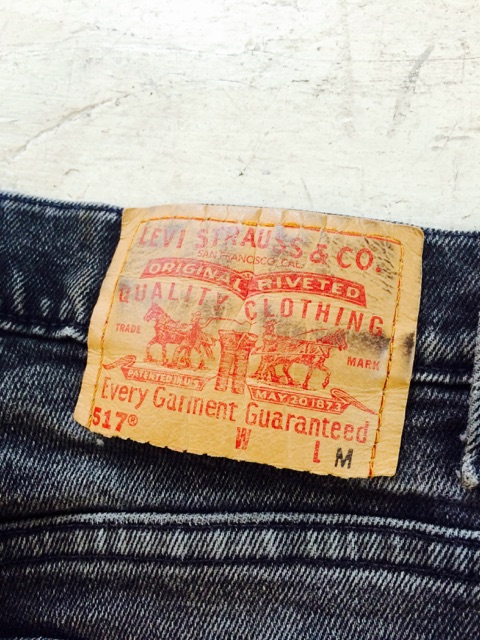 LEVI STRAUSS & CO.
SAN FRANCISCO, CAL.
ORIGINAL RIVETED
QUALITY CLOTHING
TRADE MARK
PATENTED IN U.S. MAY 20 1873
Every Garment Guaranteed
517®
W L M